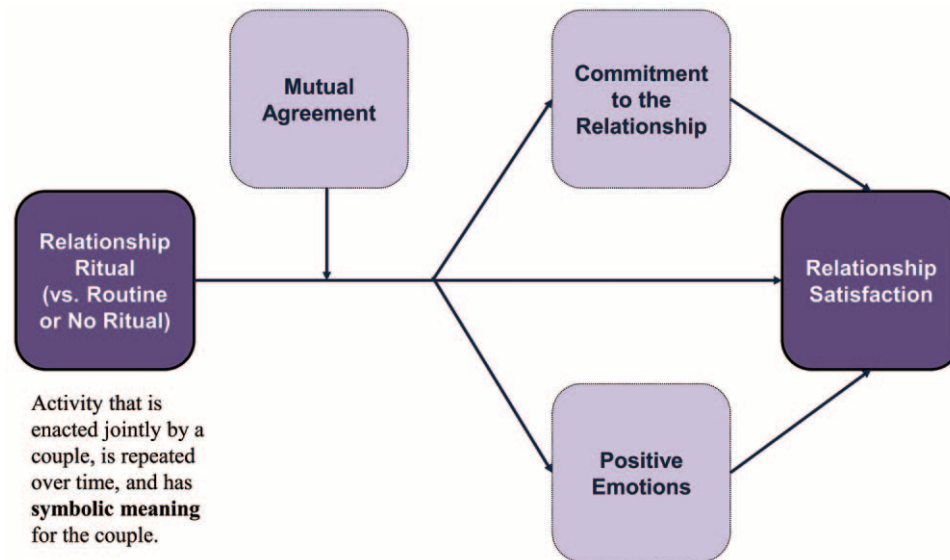 Mutual
Agreement
Commitment
to the
Relationship
Relationship
Ritual
(vs. Routine
or No Ritual)
Relationship
Satisfaction
Activity that is
enacted jointly by a
couple, is repeated
over time, and has
symbolic meaning
for the couple.
Positive
Emotions